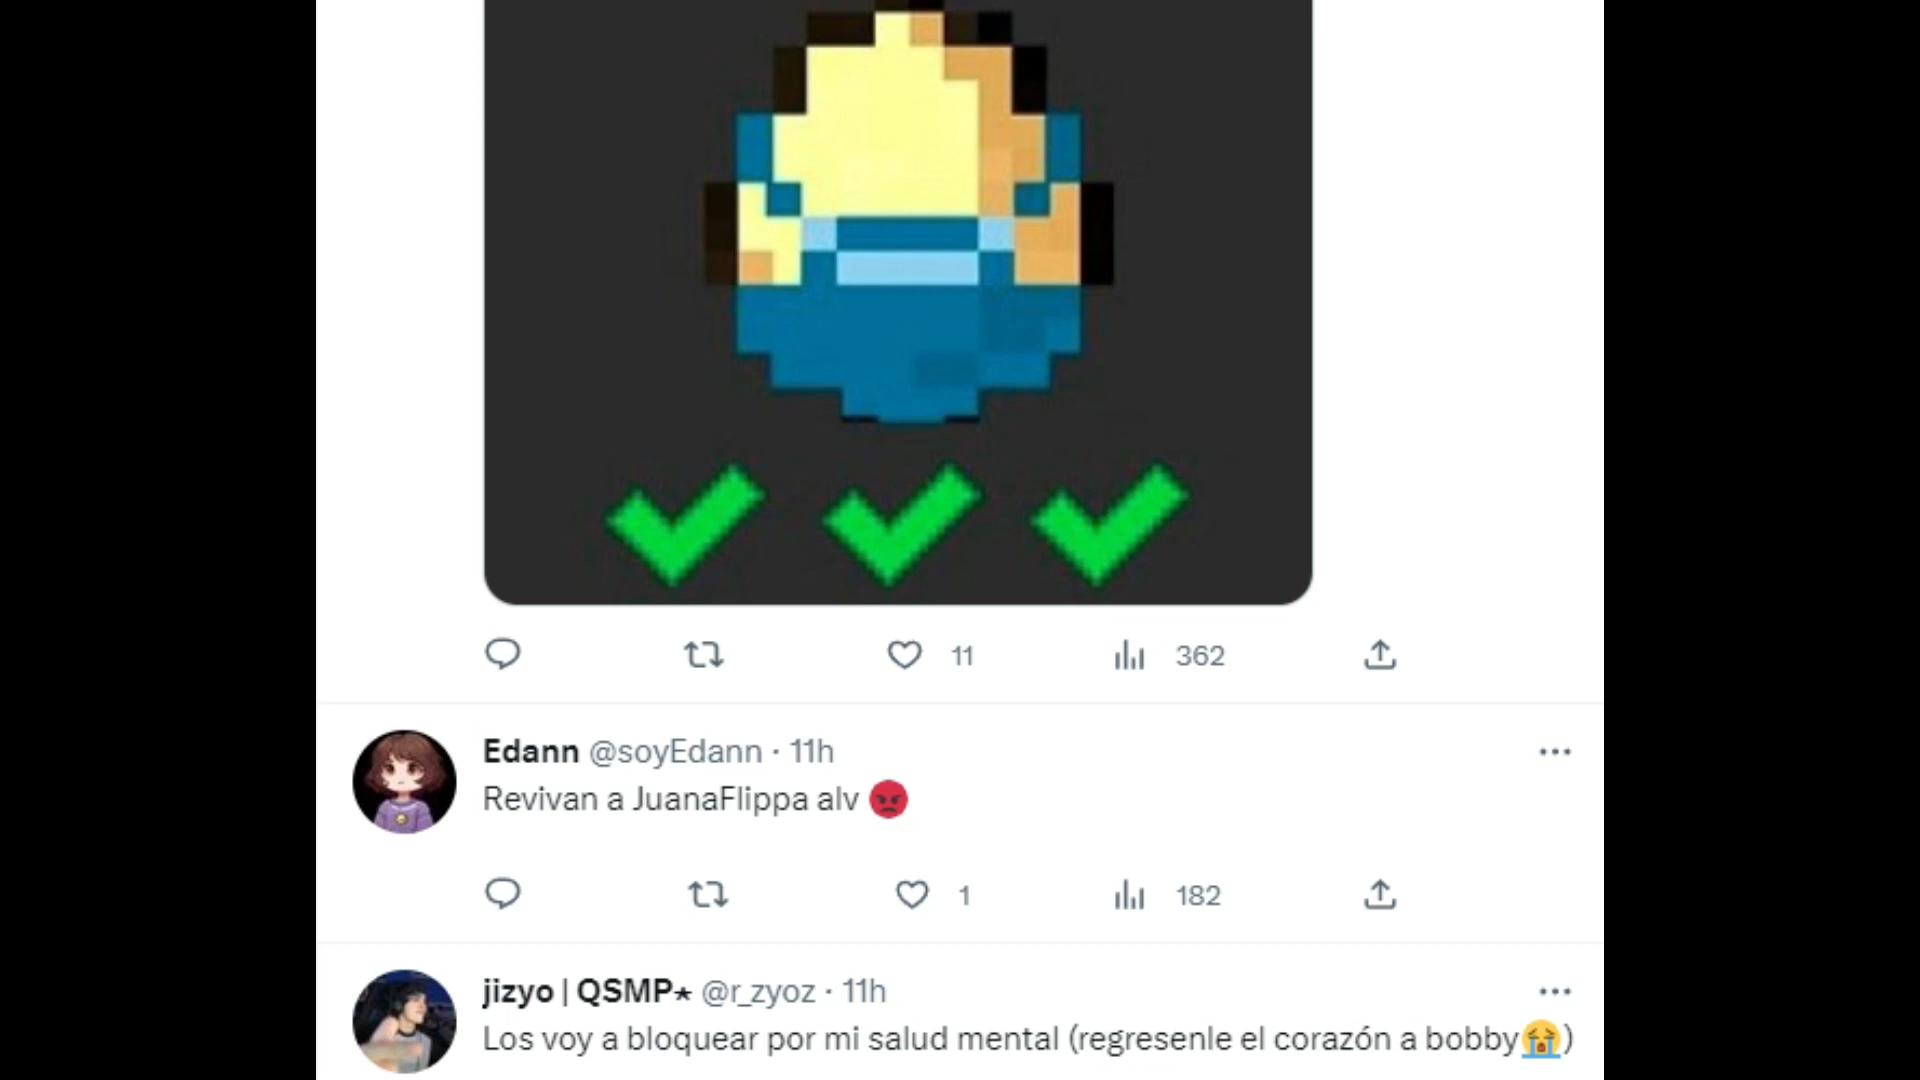 11 362
Edann @soyEdann · 11h
Revivan a JuanaFlippa alv 😡
1 182
jizyo | QSMP⋆ @r_zyoz · 11h
Los voy a bloquear por mi salud mental (regresenle el corazón a bobby😭)